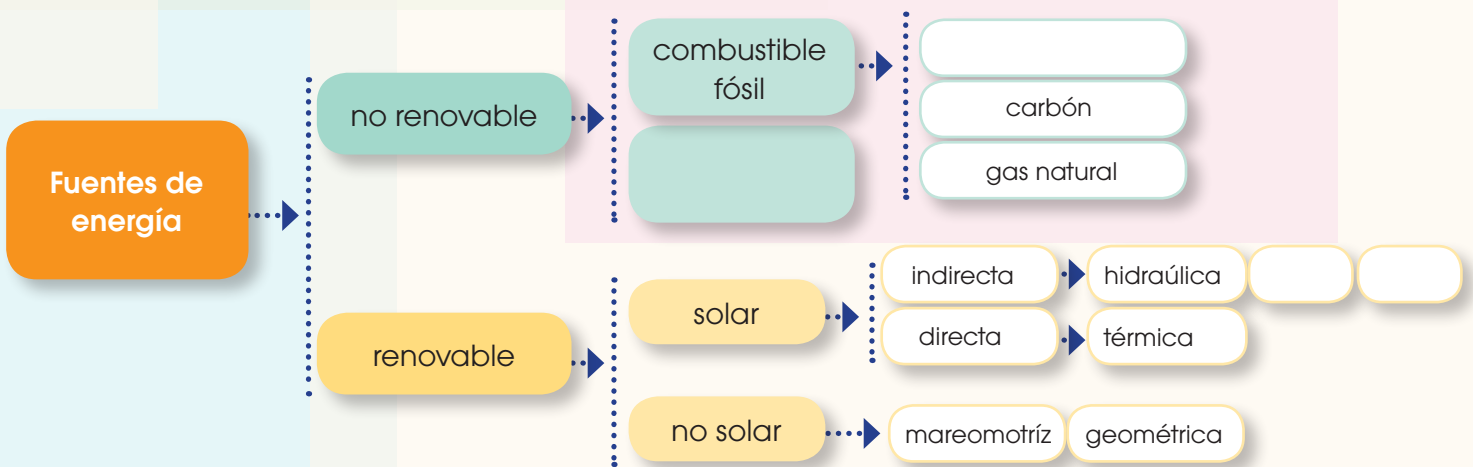 Fuentes de
energía
no renovable
combustible
fósil
carbón
gas natural
renovable
solar
indirecta
hidraúlica
directa
térmica
no solar
mareomotríz
geométrica